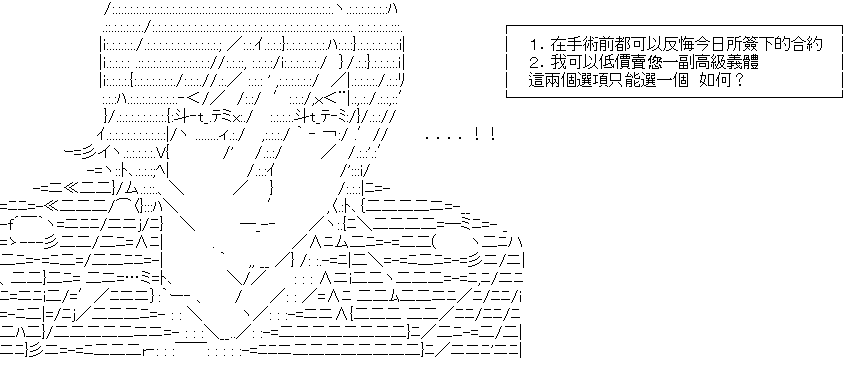 １．在手術前都可以反悔今日所簽下的合約
２．我可以低價賣您一副高級義體
這兩個選項只能選一個 如何？
．．．．！！